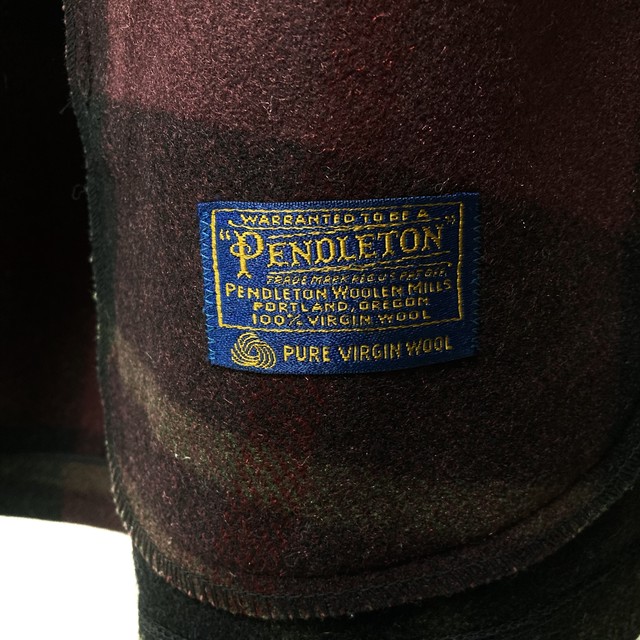 WARRANTED TO BE A
"PENDLETON"
TRADE MARK REG. U.S. PAT. OFF.
PENDLETON WOOLEN MILLS
PORTLAND, OREGON
100% VIRGIN WOOL
PURE VIRGIN WOOL